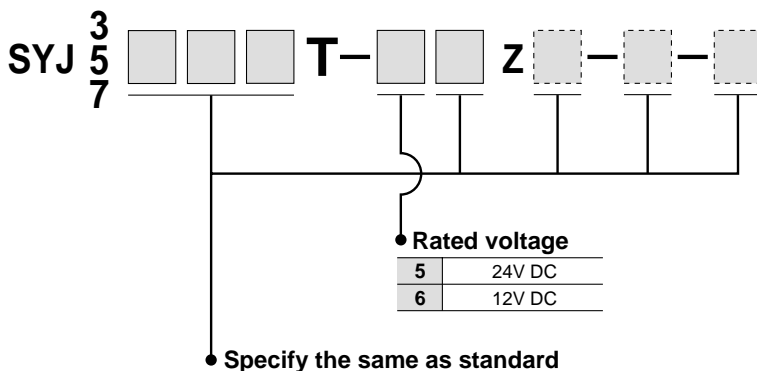 3
SYJ 5 T– Z – –
7
Rated voltage
5 24V DC
6 12V DC
Specify the same as standard